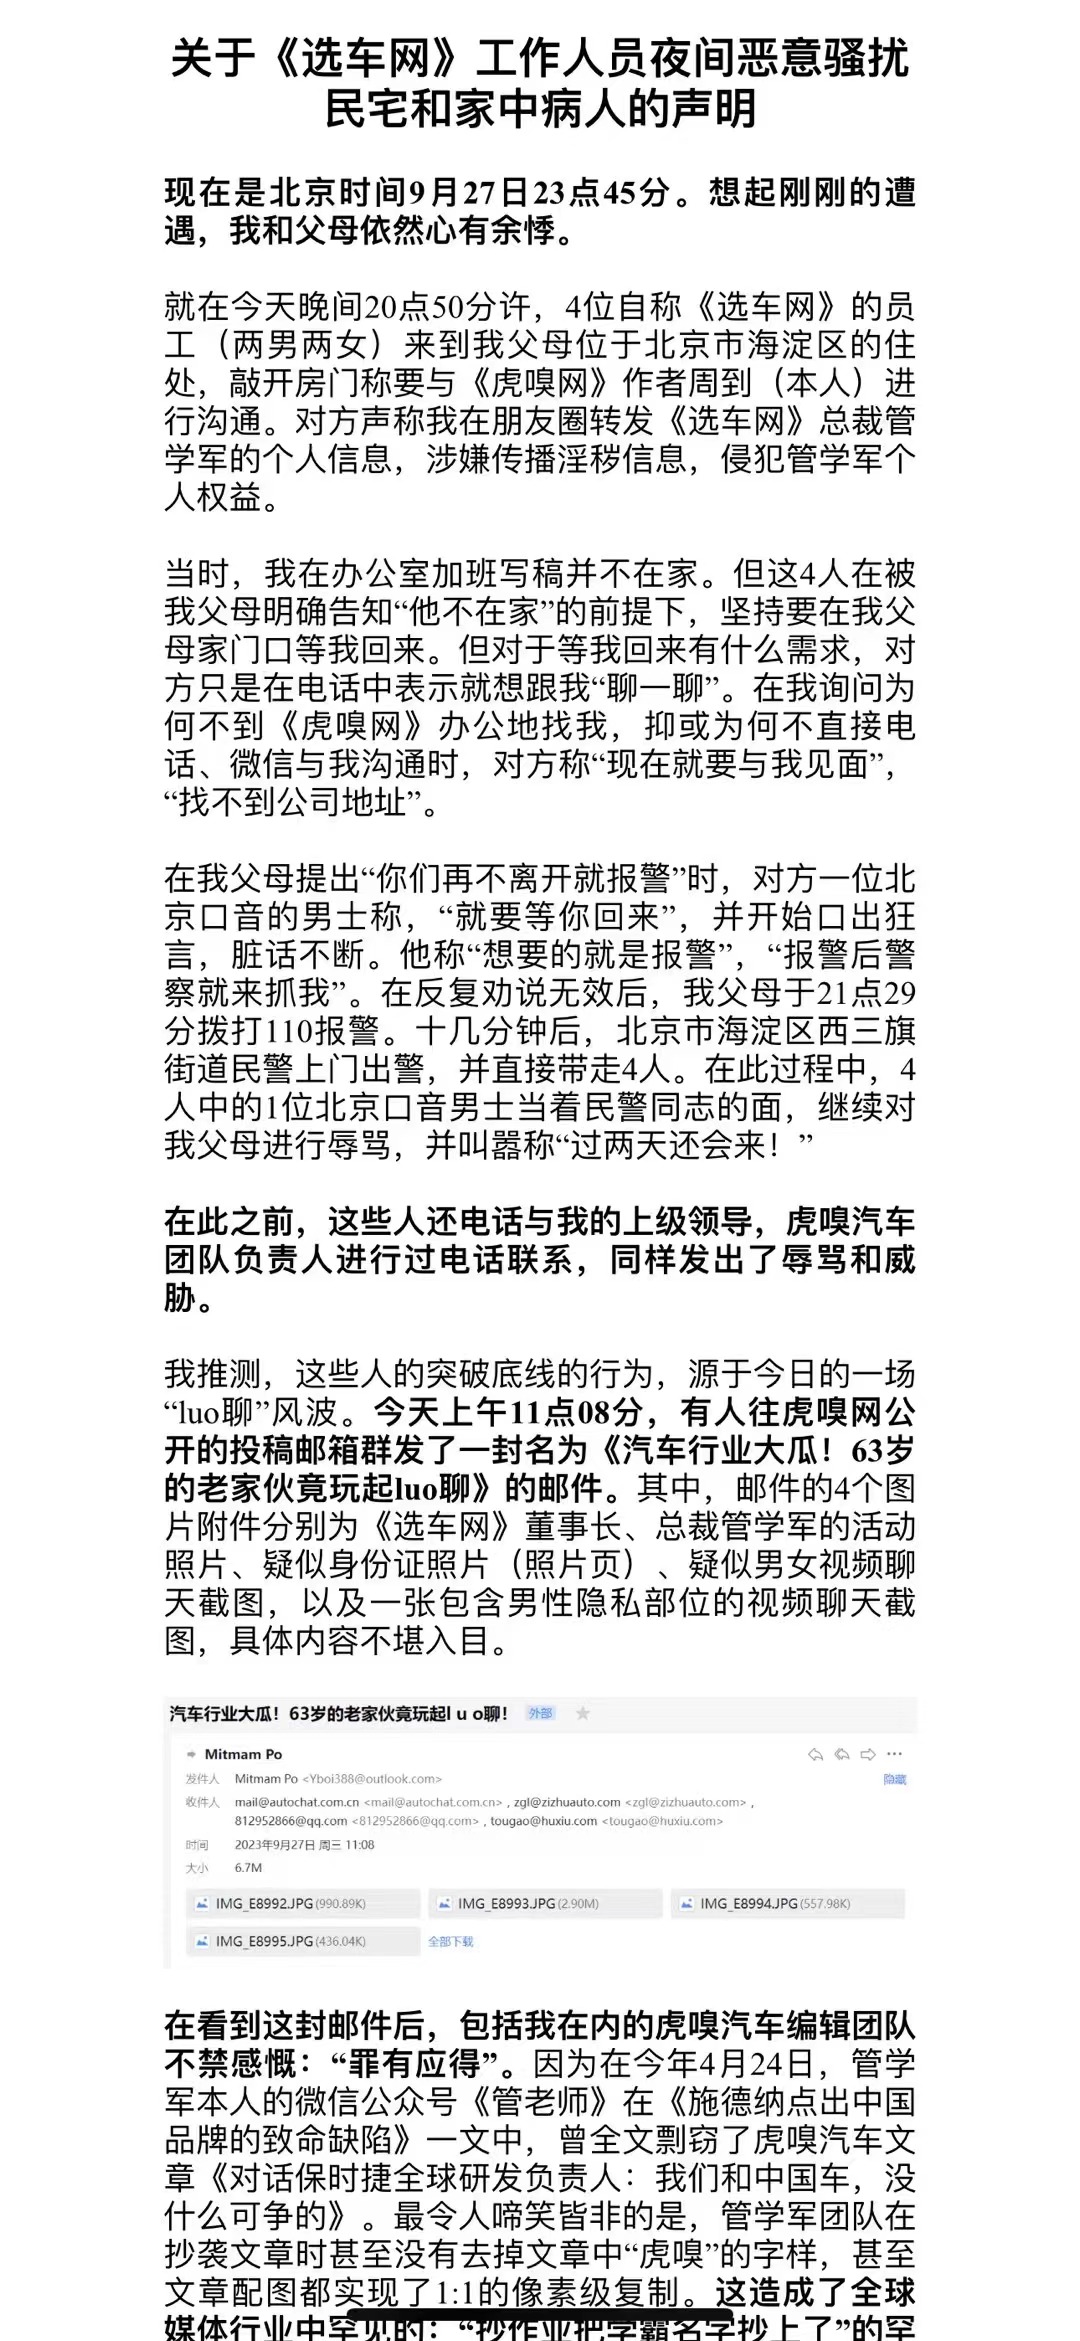 关于《选车网》工作人员夜间恶意骚扰
民宅和家中病人的声明
现在是北京时间9月27日23点45分。想起刚刚的遭
遇，我和父母依然心有余悸。
就在今天晚间20点50分许，4位自称《选车网》的员
工（两男两女）来到我父母位于北京市海淀区的住
处，敲开房门称要与《虎嗅网》作者周到（本人）进
行沟通。对方声称我在朋友圈转发《选车网》总裁管
学军的个人信息，涉嫌传播淫秽信息，侵犯管学军个
人权益。
当时，我在办公室加班写稿并不在家。但这4人在被
我父母明确告知“他不在家”的前提下，坚持要在我父
母家门口等我回来。但对于等我回来有什么需求，对
方只是在电话中表示就想跟我“聊一聊”。在我询问为
何不到《虎嗅网》办公地找我，抑或为何不直接电
话、微信与我沟通时，对方称“现在就要与我见面”，
“找不到公司地址”。
在我父母提出“你们再不离开就报警”时，对方一位北
京口音的男士称，“就要等你回来”，并开始口出狂
言，脏话不断。他称“想要的就是报警”，“报警后警
察就来抓我”。在反复劝说无效后，我父母于21点29
分拨打110报警。十几分钟后，北京市海淀区西三旗
街道民警上门出警，并直接带走4人。在此过程中，4
人中的1位北京口音男士当着民警同志的面，继续对
我父母进行辱骂，并叫嚣称“过两天还会来！”
在此之前，这些人还电话与我的上级领导，虎嗅汽车
团队负责人进行过电话联系，同样发出了辱骂和威
胁。
我推测，这些人的突破底线的行为，源于今日的一场
“luo聊”风波。今天上午11点08分，有人往虎嗅网公
开的投稿邮箱群发了一封名为《汽车行业大瓜！63岁
的老家伙竟玩起luo聊》的邮件。其中，邮件的4个图
片附件分别为《选车网》董事长、总裁管学军的活动
照片、疑似身份证照片（照片页）、疑似男女视频聊
天截图，以及一张包含男性隐私部位的视频聊天截
图，具体内容不堪入目。
汽车行业大瓜！63岁的老家伙竟玩起l u o聊！ 外部
Mitmam Po
发件人 Mitmam Po <Yboi388@outlook.com> 隐藏
收件人 mail@autochat.com.cn <mail@autochat.com.cn> , zgl@zizhuauto.com <zgl@zizhuauto.com> ,
812952866@qq.com <812952866@qq.com> , tougao@huxiu.com <tougao@huxiu.com>
时间 2023年9月27日 周三 11:08
大小 6.7M
IMG_E8992.JPG(990.89K) IMG_E8993.JPG(2.90M) IMG_E8994.JPG(557.98K)
IMG_E8995.JPG(436.04K) 全部下载
在看到这封邮件后，包括我在内的虎嗅汽车编辑团队
不禁感慨：“罪有应得”。因为在今年4月24日，管学
军本人的微信公众号《管老师》在《施德纳点出中国
品牌的致命缺陷》一文中，曾全文剽窃了虎嗅汽车文
章《对话保时捷全球研发负责人：我们和中国车，没
什么可争的》。最令人啼笑皆非的是，管学军团队在
抄袭文章时甚至没有去掉文章中“虎嗅”的字样，甚至
文章配图都实现了1:1的像素级复制。这造成了全球
媒体行业中罕见的：“抄作业把学霸名字抄上了”的罕